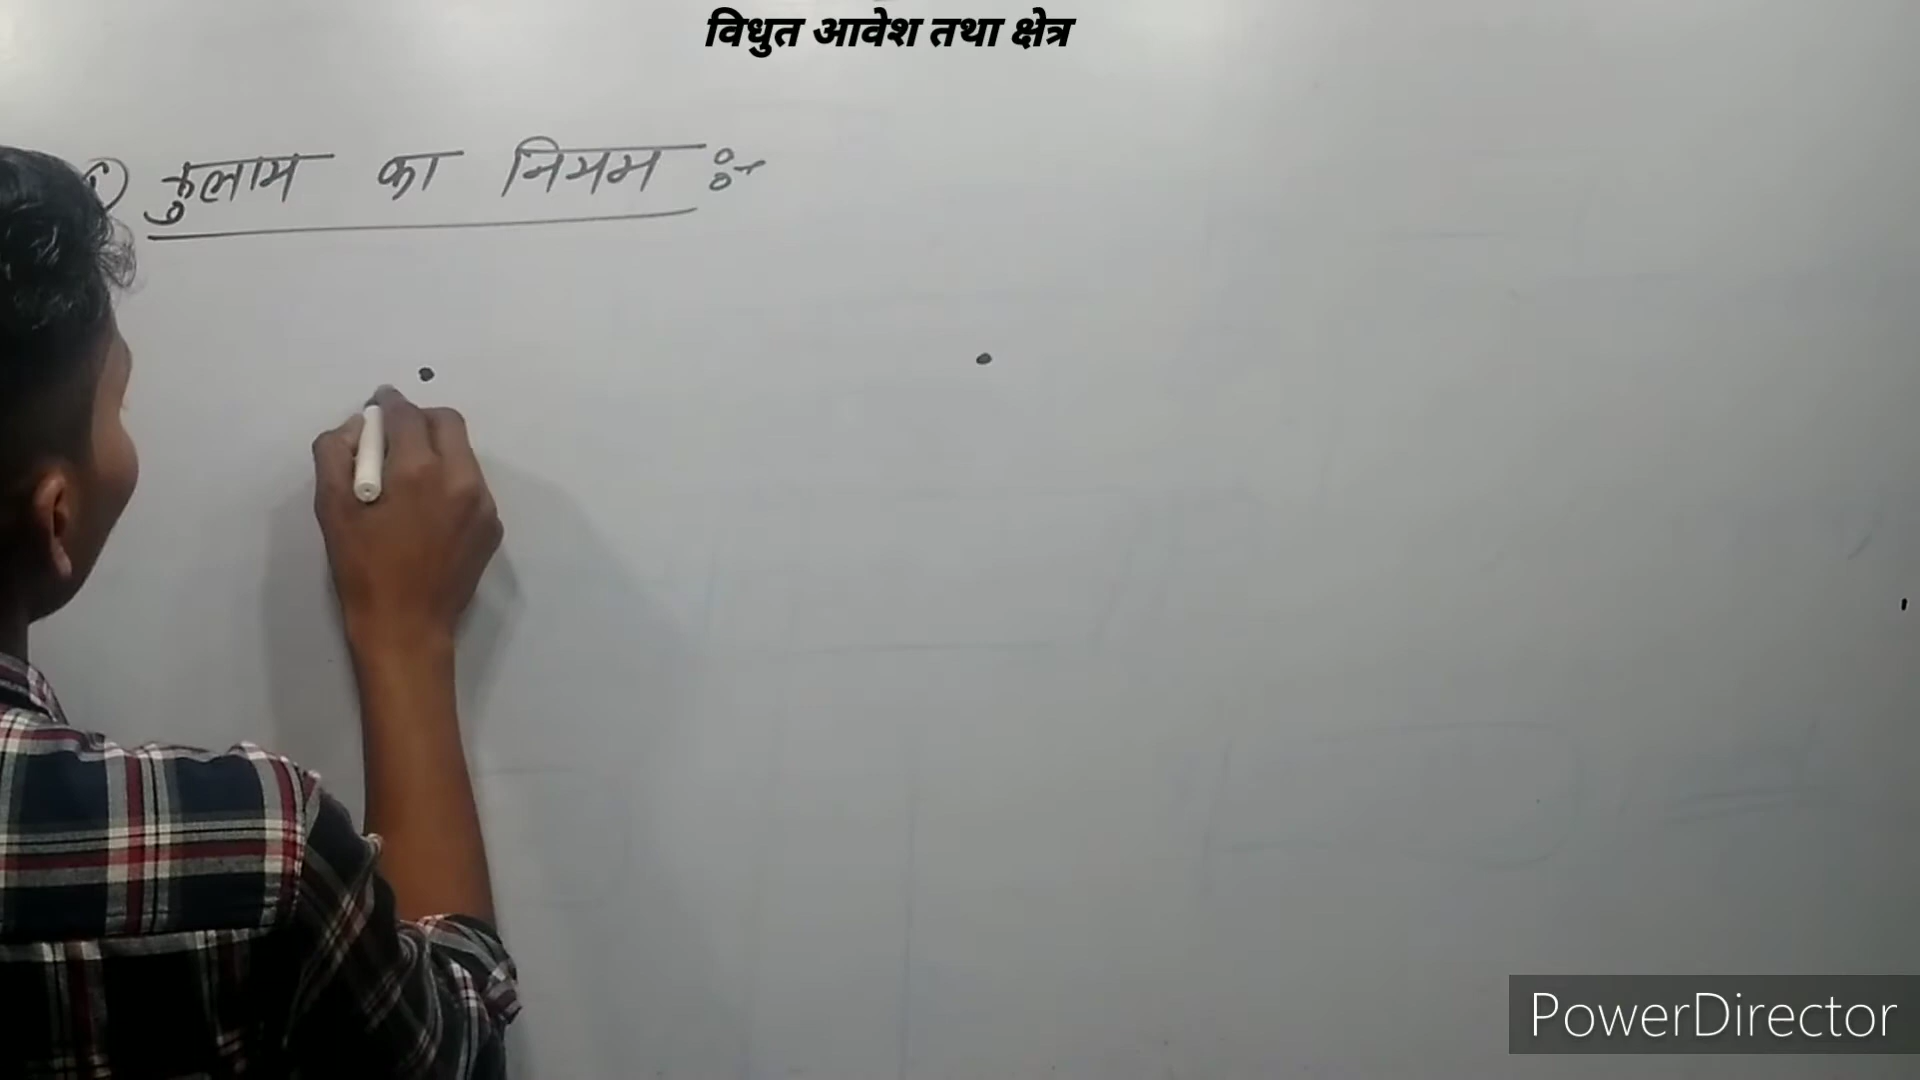 विधुत आवेश तथा क्षेत्र
कुलाम का नियम :-
PowerDirector